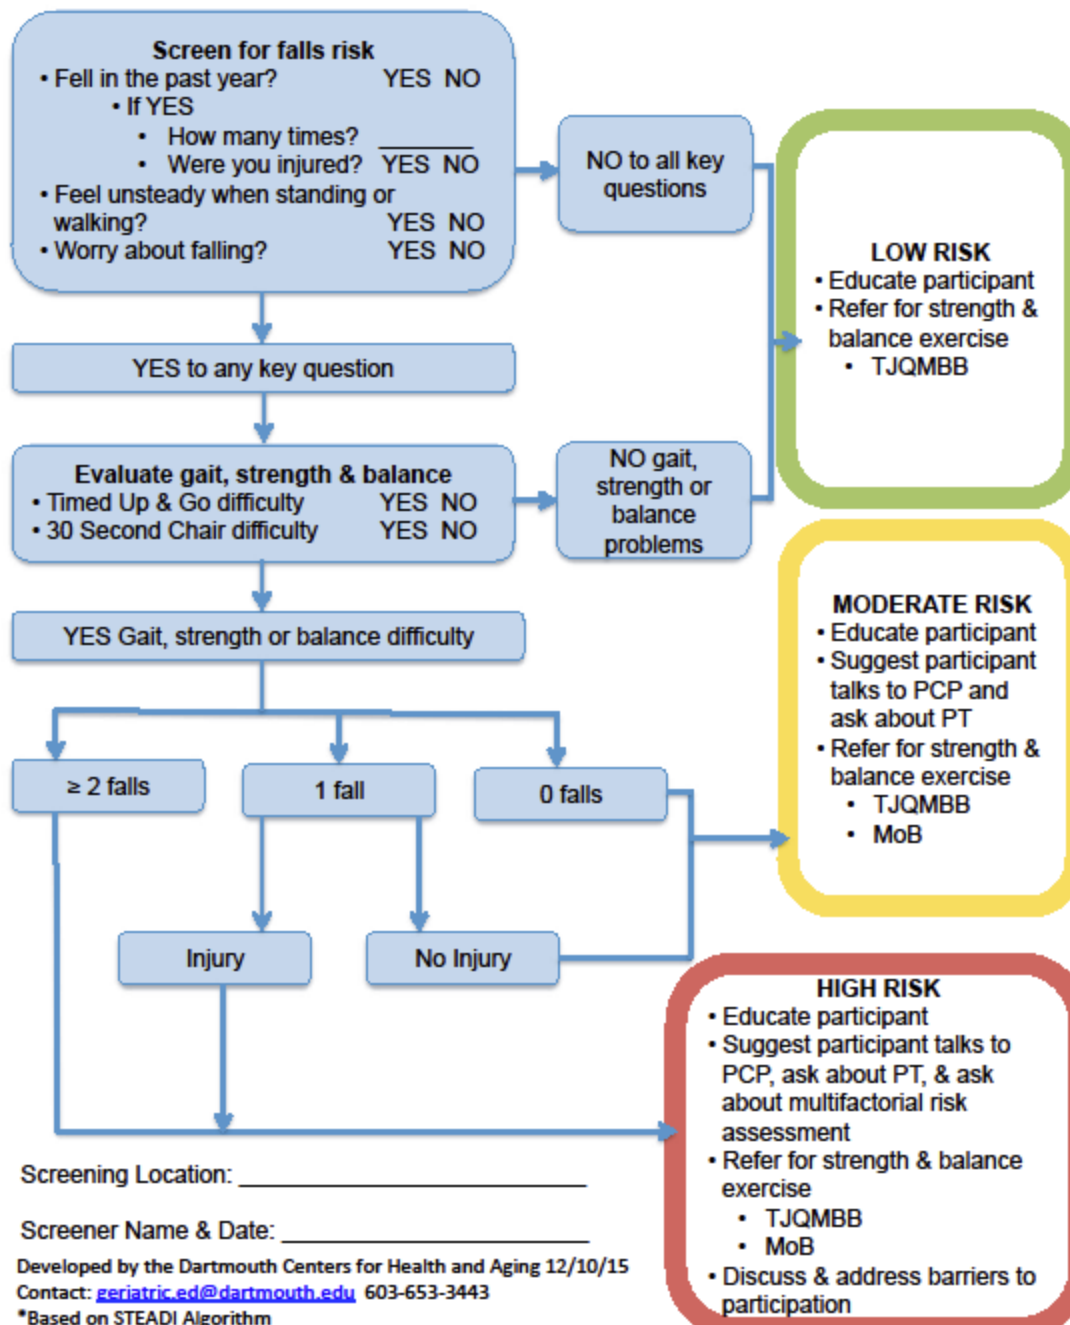 Screen for falls risk
• Fell in the past year? YES NO
• If YES
• How many times? _______
• Were you injured? YES NO
• Feel unsteady when standing or
walking? YES NO
• Worry about falling? YES NO
NO to all key
questions
LOW RISK
• Educate participant
• Refer for strength &
balance exercise
• TJQMBB
YES to any key question
Evaluate gait, strength & balance
• Timed Up & Go difficulty YES NO
• 30 Second Chair difficulty YES NO
NO gait,
strength or
balance
problems
YES Gait, strength or balance difficulty
MODERATE RISK
• Educate participant
• Suggest participant
talks to PCP and
ask about PT
• Refer for strength &
balance exercise
• TJQMBB
• MoB
≥ 2 falls
1 fall
0 falls
Injury
No Injury
HIGH RISK
• Educate participant
• Suggest participant talks to
PCP, ask about PT, & ask
about multifactorial risk
assessment
• Refer for strength & balance
exercise
• TJQMBB
• MoB
• Discuss & address barriers to
participation
Screening Location: __________________________
Screener Name & Date: _______________________
Developed by the Dartmouth Centers for Health and Aging 12/10/15
Contact: geriatric.ed@dartmouth.edu 603-653-3443
*Based on STEADI Algorithm